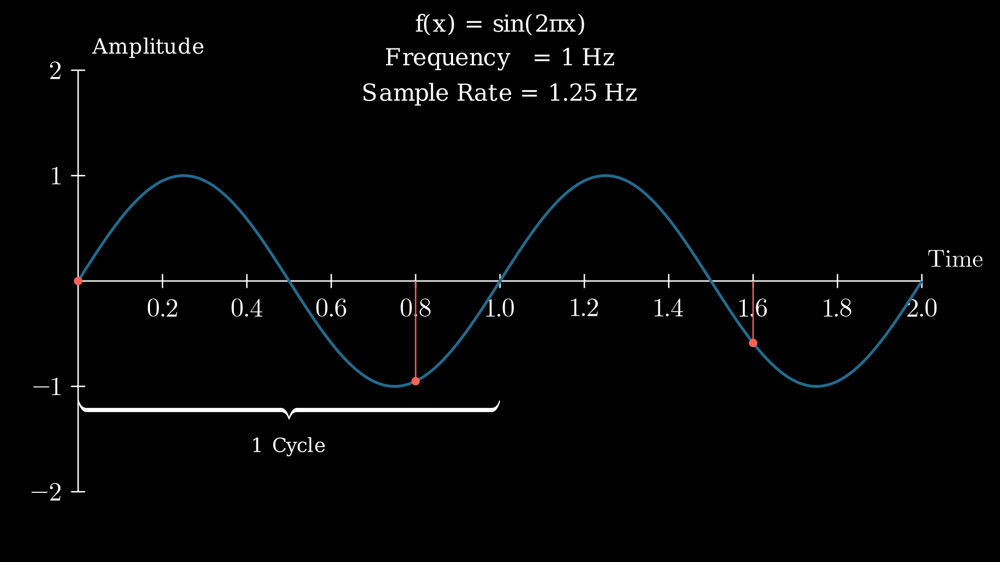 f(x) = sin(2πx)
Frequency = 1 Hz
Sample Rate = 1.25 Hz
Amplitude
2
1
Time
0.2 0.4 0.6 0.8 1.0 1.2 1.4 1.6 1.8 2.0
−1
1 Cycle
−2